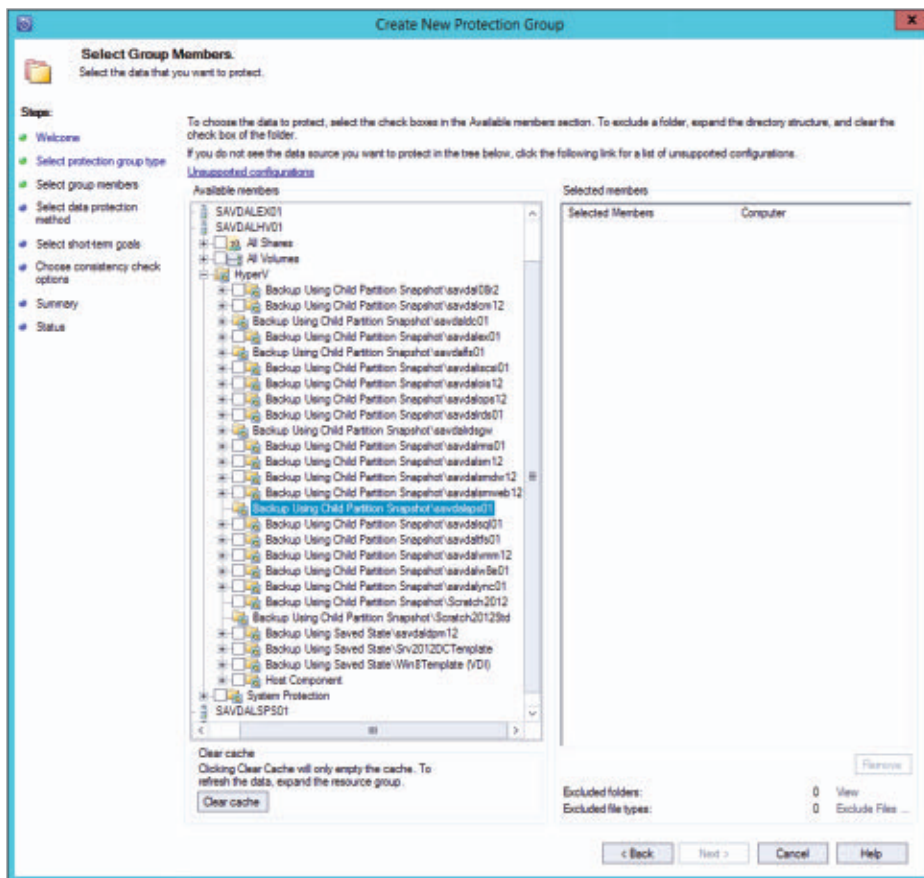 Create New Protection Group
x
Select Group Members.
Select the data that you want to protect.
Steps:
Welcome
Select protection group type
Select group members
Select data protection
method
Select short-term goals
Choose consistency check
options
Summary
Status
To choose the data to protect, select the check boxes in the Available members section. To exclude a folder, expand the directory structure, and clear the
check box of the folder.
If you do not see the data source you want to protect in the tree below, click the following link for a list of unsupported configurations.
Unsupported configurations
Available members
SAVDALEX01
SAVDALHV01
All Shares
All Volumes
HyperV
Backup Using Child Partition Snapshot\savdal08r2
Backup Using Child Partition Snapshot\savdalom12
Backup Using Child Partition Snapshot\savdaldc01
Backup Using Child Partition Snapshot\savdalex01
Backup Using Child Partition Snapshot\savdalfs01
Backup Using Child Partition Snapshot\savdaliscsi01
Backup Using Child Partition Snapshot\savdalois12
Backup Using Child Partition Snapshot\savdalops12
Backup Using Child Partition Snapshot\savdalrds01
Backup Using Child Partition Snapshot\savdalrdsgw
Backup Using Child Partition Snapshot\savdalrms01
Backup Using Child Partition Snapshot\savdalsm12
Backup Using Child Partition Snapshot\savdalsmdw12
Backup Using Child Partition Snapshot\savdalsmweb12
Backup Using Child Partition Snapshot\savdalsps01
Backup Using Child Partition Snapshot\savdalsql01
Backup Using Child Partition Snapshot\savdaltfs01
Backup Using Child Partition Snapshot\savdalvmm12
Backup Using Child Partition Snapshot\savdalw8e01
Backup Using Child Partition Snapshot\savdalync01
Backup Using Child Partition Snapshot\Scratch2012
Backup Using Child Partition Snapshot\Scratch2012Std
Backup Using Saved State\savdaldpm12
Backup Using Saved State\Srv2012DCTemplate
Backup Using Saved State\Win8Template (VDI)
Host Component
System Protection
SAVDALSPS01
Clear cache
Clicking Clear Cache will only empty the cache. To
refresh the data, expand the resource group.
Clear cache
Selected members
Selected Members Computer
Remove
Excluded folders: 0 View
Excluded file types: 0 Exclude Files ...
< Back Next > Cancel Help